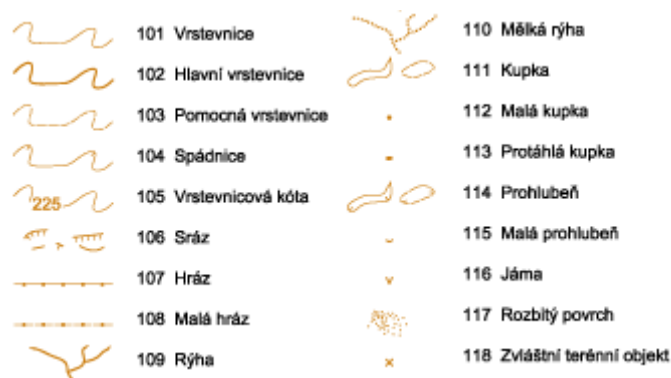 101 Vrstevnice
102 Hlavní vrstevnice
103 Pomocná vrstevnice
104 Spádnice
225
105 Vrstevnicová kóta
106 Sráz
107 Hráz
108 Malá hráz
109 Rýha
110 Mělká rýha
111 Kupka
112 Malá kupka
113 Protáhlá kupka
114 Prohlubeň
115 Malá prohlubeň
116 Jáma
117 Rozbitý povrch
118 Zvláštní terénní objekt